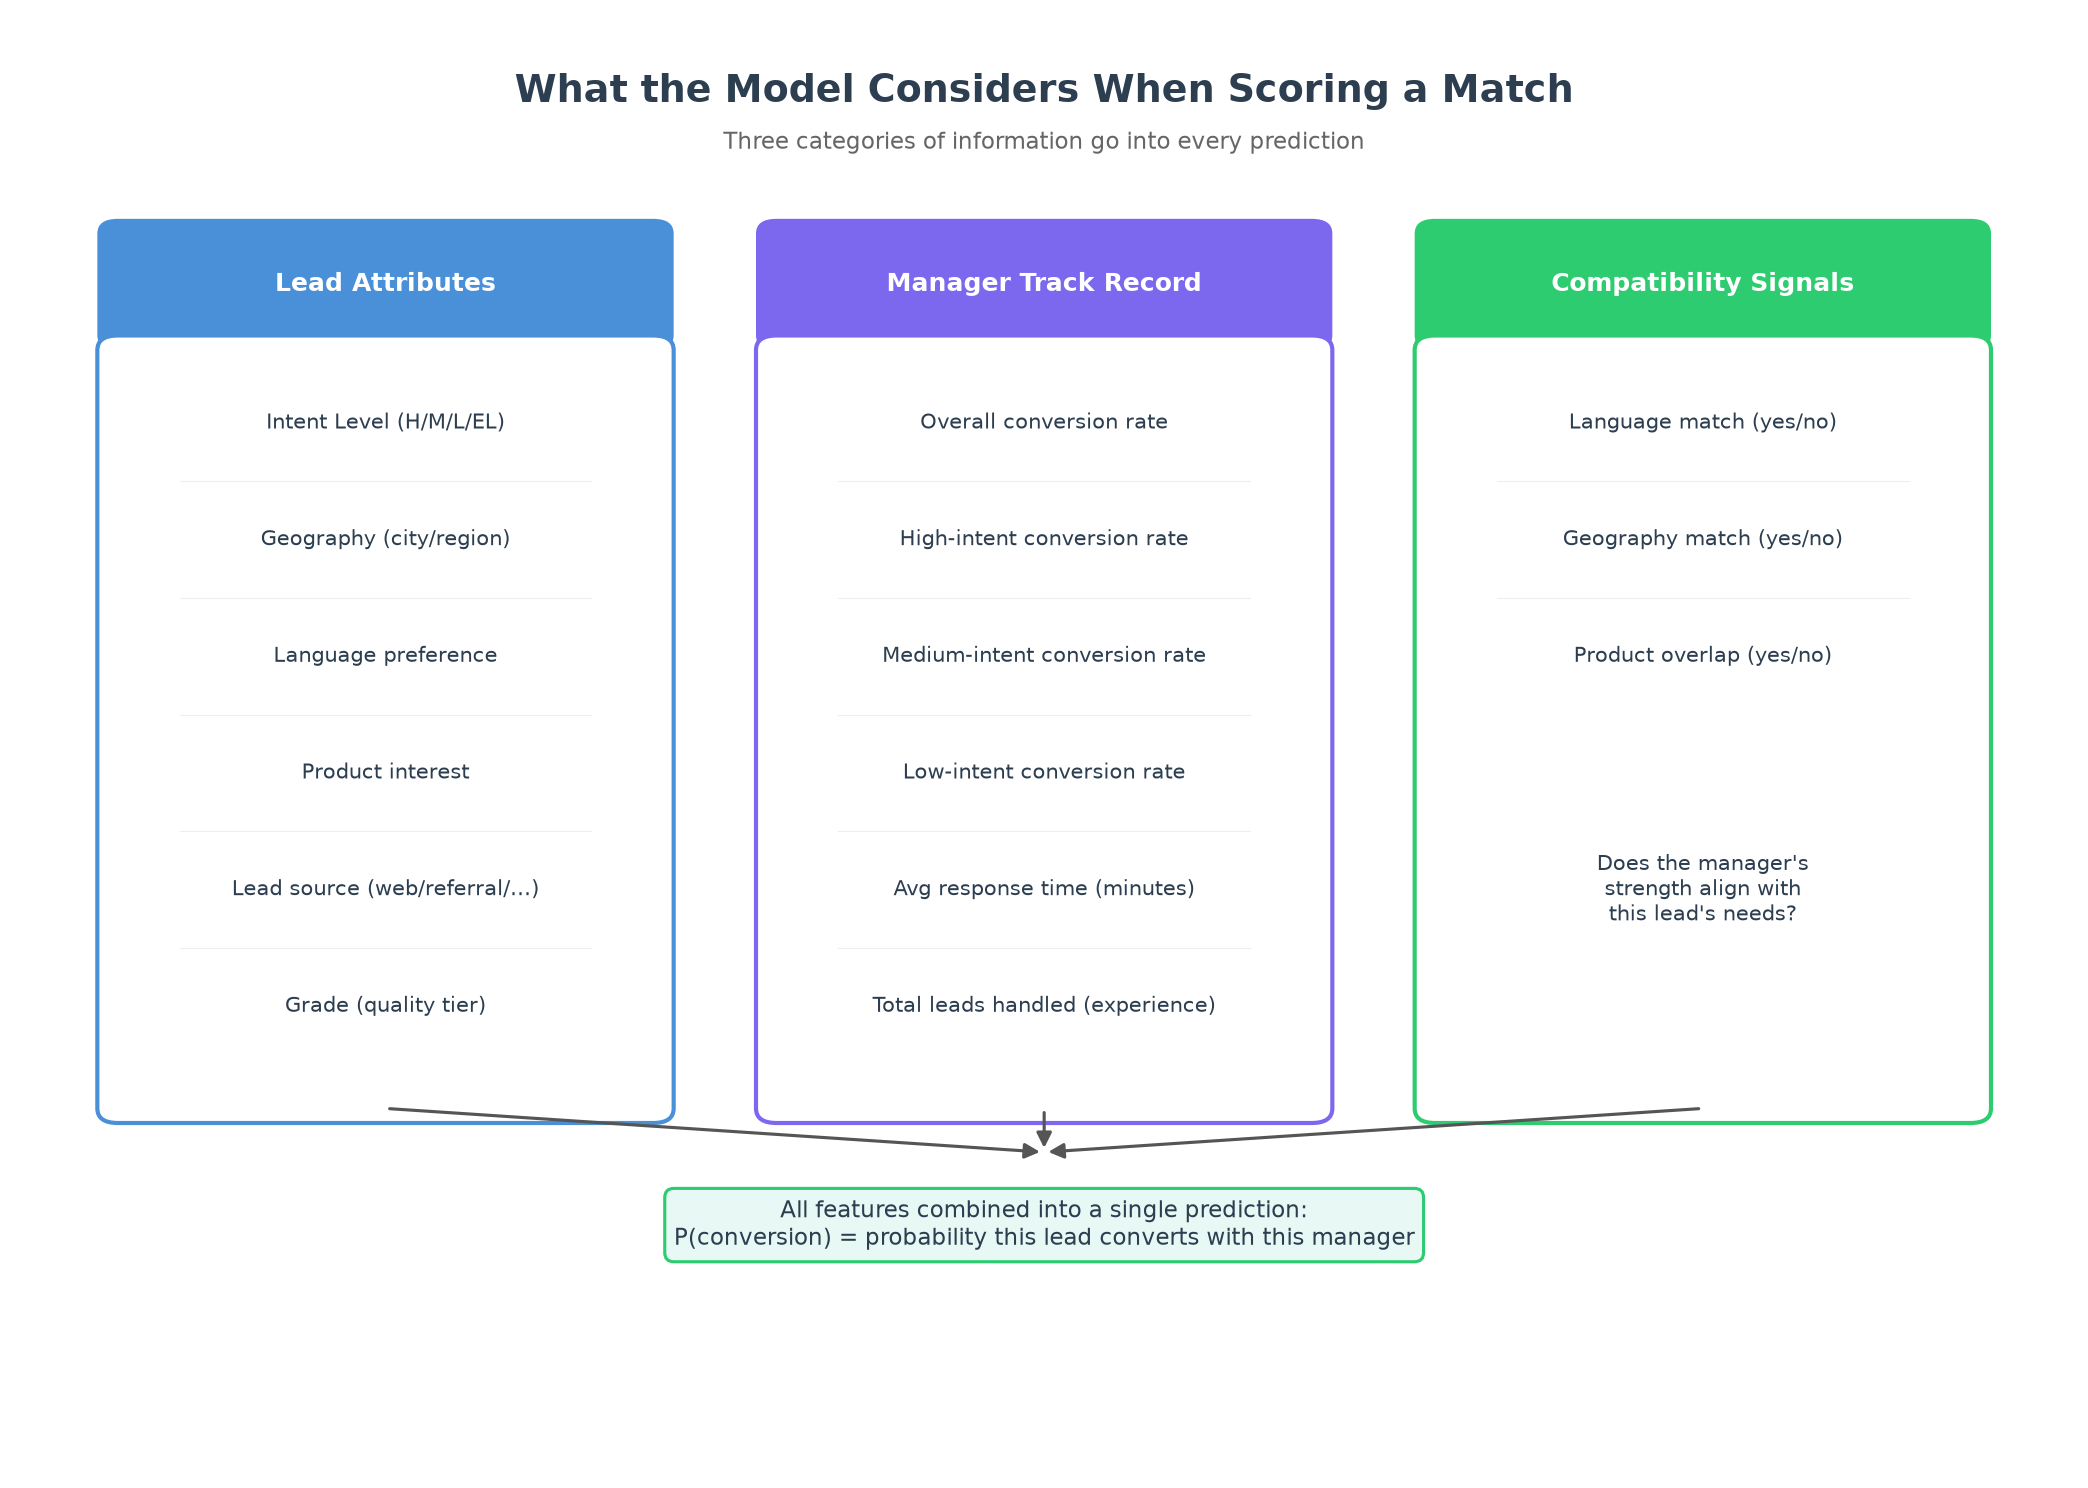 What the Model Considers When Scoring a Match
Three categories of information go into every prediction
Lead Attributes
Intent Level (H/M/L/EL)
Geography (city/region)
Language preference
Product interest
Lead source (web/referral/...)
Grade (quality tier)
Manager Track Record
Overall conversion rate
High-intent conversion rate
Medium-intent conversion rate
Low-intent conversion rate
Avg response time (minutes)
Total leads handled (experience)
Compatibility Signals
Language match (yes/no)
Geography match (yes/no)
Product overlap (yes/no)
Does the manager's
strength align with
this lead's needs?
All features combined into a single prediction:
P(conversion) = probability this lead converts with this manager